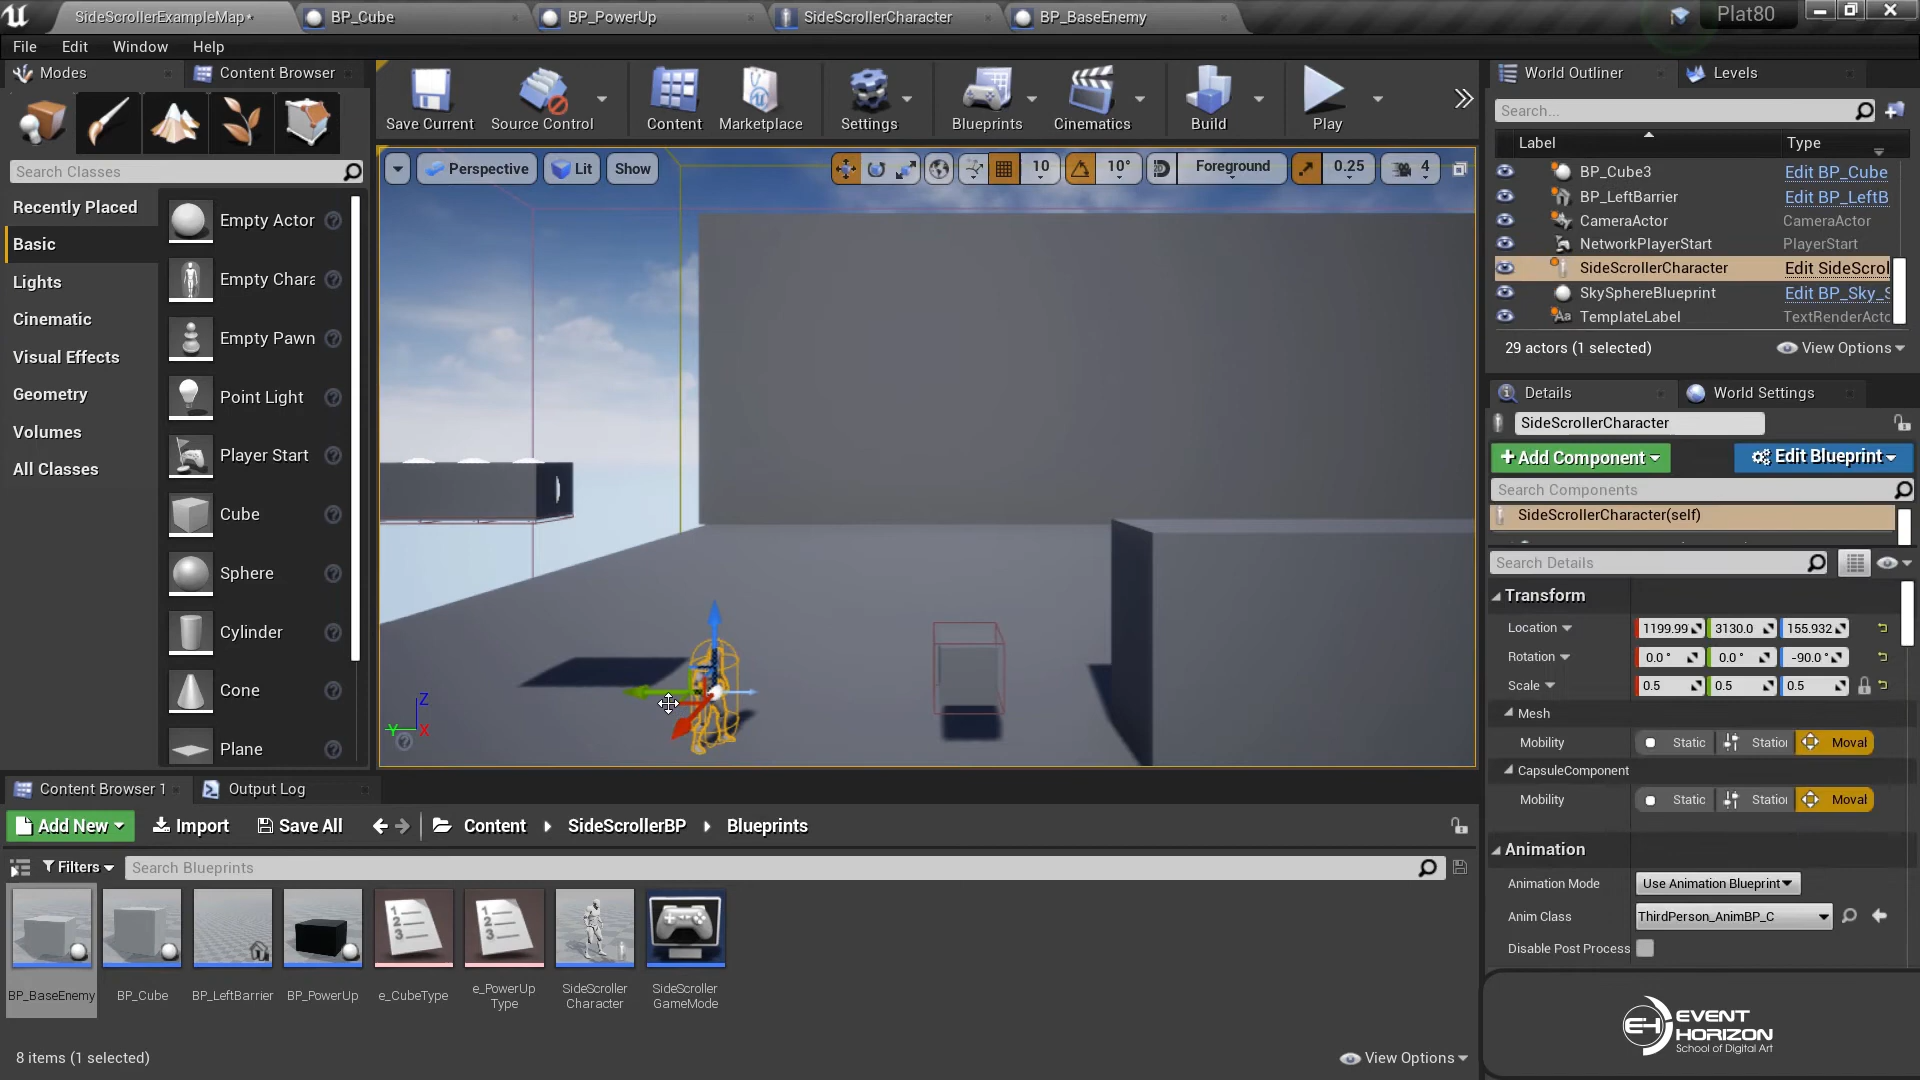 SideScrollerExampleMap*
BP_Cube
BP_PowerUp
SideScrollerCharacter
BP_BaseEnemy
Plat80
File Edit Window Help
Modes
Content Browser
Save Current
Source Control
Content
Marketplace
Settings
Blueprints
Cinematics
Build
Play
World Outliner
Levels
Search...
Label
Type
Search Classes
Perspective
Lit
Show
10
10°
Foreground
0.25
4
Recently Placed
Basic
Lights
Cinematic
Visual Effects
Geometry
Volumes
All Classes
Empty Actor
Empty Chara
Empty Pawn
Point Light
Player Start
Cube
Sphere
Cylinder
Cone
Plane
Z
Y
X
BP_Cube3 Edit BP_Cube
BP_LeftBarrier Edit BP_LeftB
CameraActor CameraActor
NetworkPlayerStart PlayerStart
SideScrollerCharacter Edit SideScrol
SkySphereBlueprint Edit BP_Sky_S
TemplateLabel TextRenderActo
29 actors (1 selected)
View Options
Details
World Settings
SideScrollerCharacter
+ Add Component
Edit Blueprint
Search Components
SideScrollerCharacter(self)
Search Details
Transform
Location 1199.99 3130.0 155.932
Rotation 0.0 ° 0.0 ° -90.0 °
Scale 0.5 0.5 0.5
Mesh
Mobility Static Station Movab
CapsuleComponent
Mobility Static Station Movab
Animation
Animation Mode Use Animation Blueprint
Anim Class ThirdPerson_AnimBP_C
Disable Post Process
Content Browser 1
Output Log
Add New
Import
Save All
Content
SideScrollerBP
Blueprints
Filters
Search Blueprints
BP_BaseEnemy
BP_Cube
BP_LeftBarrier
BP_PowerUp
e_CubeType
e_PowerUp
Type
SideScroller
Character
SideScroller
GameMode
8 items (1 selected)
View Options
EH
EVENT
HORIZON
School of Digital Art